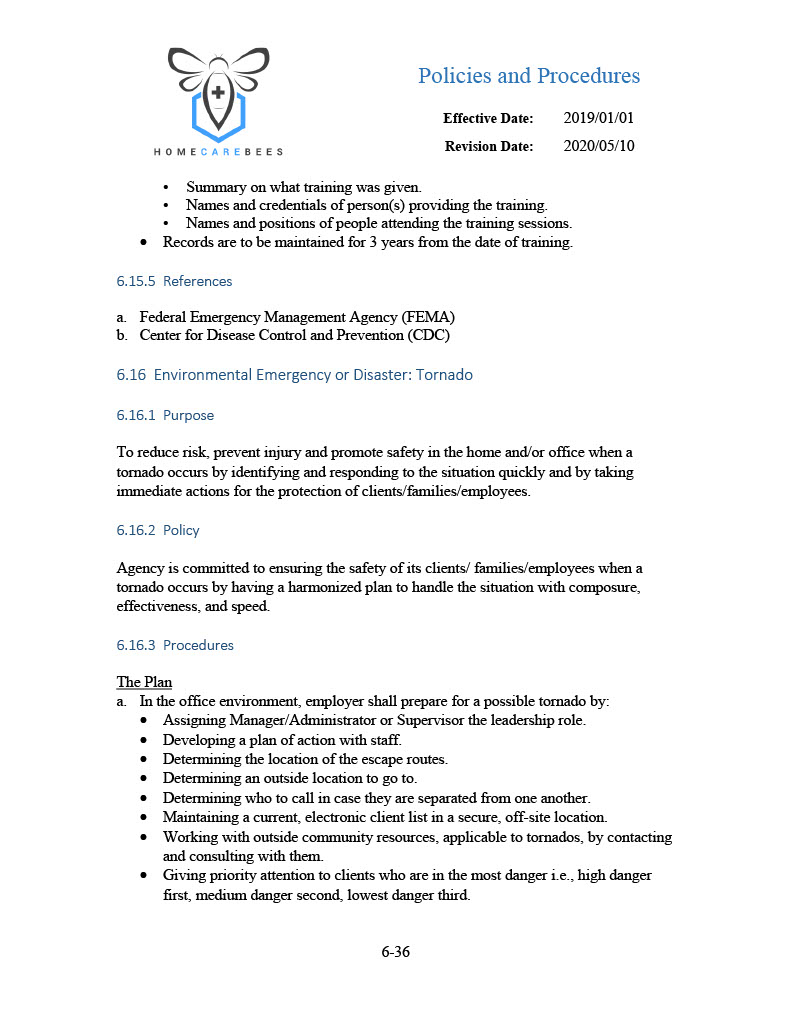 HOMECAREBEES
Policies and Procedures
Effective Date: 2019/01/01
Revision Date: 2020/05/10
• Summary on what training was given.
• Names and credentials of person(s) providing the training.
• Names and positions of people attending the training sessions.
• Records are to be maintained for 3 years from the date of training.
6.15.5 References
a. Federal Emergency Management Agency (FEMA)
b. Center for Disease Control and Prevention (CDC)
6.16 Environmental Emergency or Disaster: Tornado
6.16.1 Purpose
To reduce risk, prevent injury and promote safety in the home and/or office when a
tornado occurs by identifying and responding to the situation quickly and by taking
immediate actions for the protection of clients/families/employees.
6.16.2 Policy
Agency is committed to ensuring the safety of its clients/ families/employees when a
tornado occurs by having a harmonized plan to handle the situation with composure,
effectiveness, and speed.
6.16.3 Procedures
The Plan
a. In the office environment, employer shall prepare for a possible tornado by:
• Assigning Manager/Administrator or Supervisor the leadership role.
• Developing a plan of action with staff.
• Determining the location of the escape routes.
• Determining an outside location to go to.
• Determining who to call in case they are separated from one another.
• Maintaining a current, electronic client list in a secure, off-site location.
• Working with outside community resources, applicable to tornados, by contacting
and consulting with them.
• Giving priority attention to clients who are in the most danger i.e., high danger
first, medium danger second, lowest danger third.
6-36